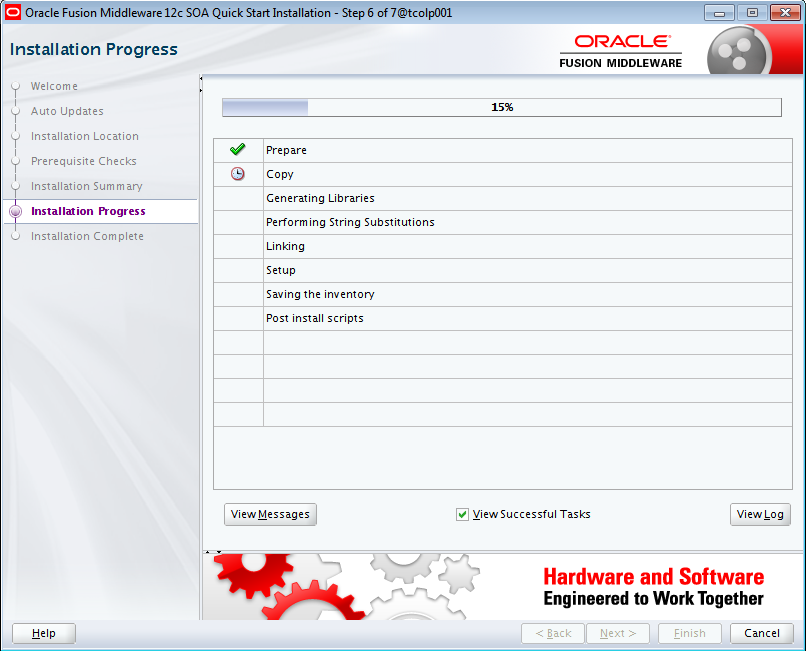 Oracle Fusion Middleware 12c SOA Quick Start Installation - Step 6 of 7@tcolp001
Installation Progress
ORACLE®
FUSION MIDDLEWARE
Welcome
Auto Updates
Installation Location
Prerequisite Checks
Installation Summary
Installation Progress
Installation Complete
15%
Prepare
Copy
Generating Libraries
Performing String Substitutions
Linking
Setup
Saving the inventory
Post install scripts
View Messages
View Successful Tasks
View Log
Hardware and Software
Engineered to Work Together
Help
< Back
Next >
Finish
Cancel